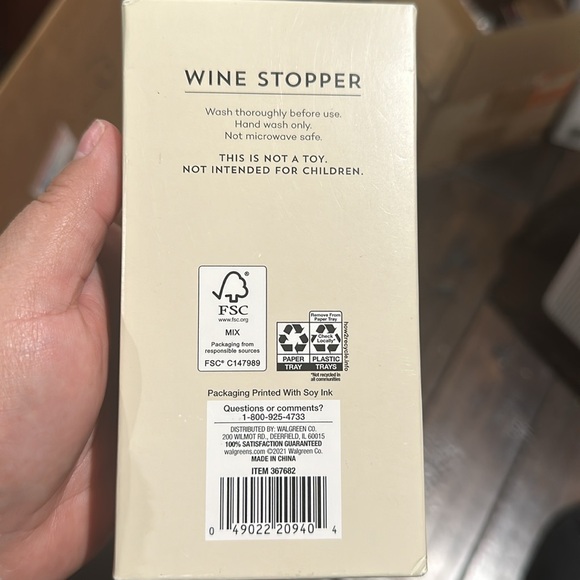 WINE STOPPER
Wash thoroughly before use.
Hand wash only.
Not microwave safe.
THIS IS NOT A TOY.
NOT INTENDED FOR CHILDREN.
FSC
www.fsc.org
MIX
Packaging from
responsible sources
FSC® C147989
Remove From
Paper Tray
Check
Locally*
PAPER
TRAY
PLASTIC
TRAYS
*Not recycled in
all communities
how2recycle.info
Packaging Printed With Soy Ink
Questions or comments?
1-800-925-4733
DISTRIBUTED BY: WALGREEN CO.
200 WILMOT RD., DEERFIELD, IL 60015
100% SATISFACTION GUARANTEED
walgreens.com ©2021 Walgreen Co.
MADE IN CHINA
ITEM 367682
0 49022 20940 4